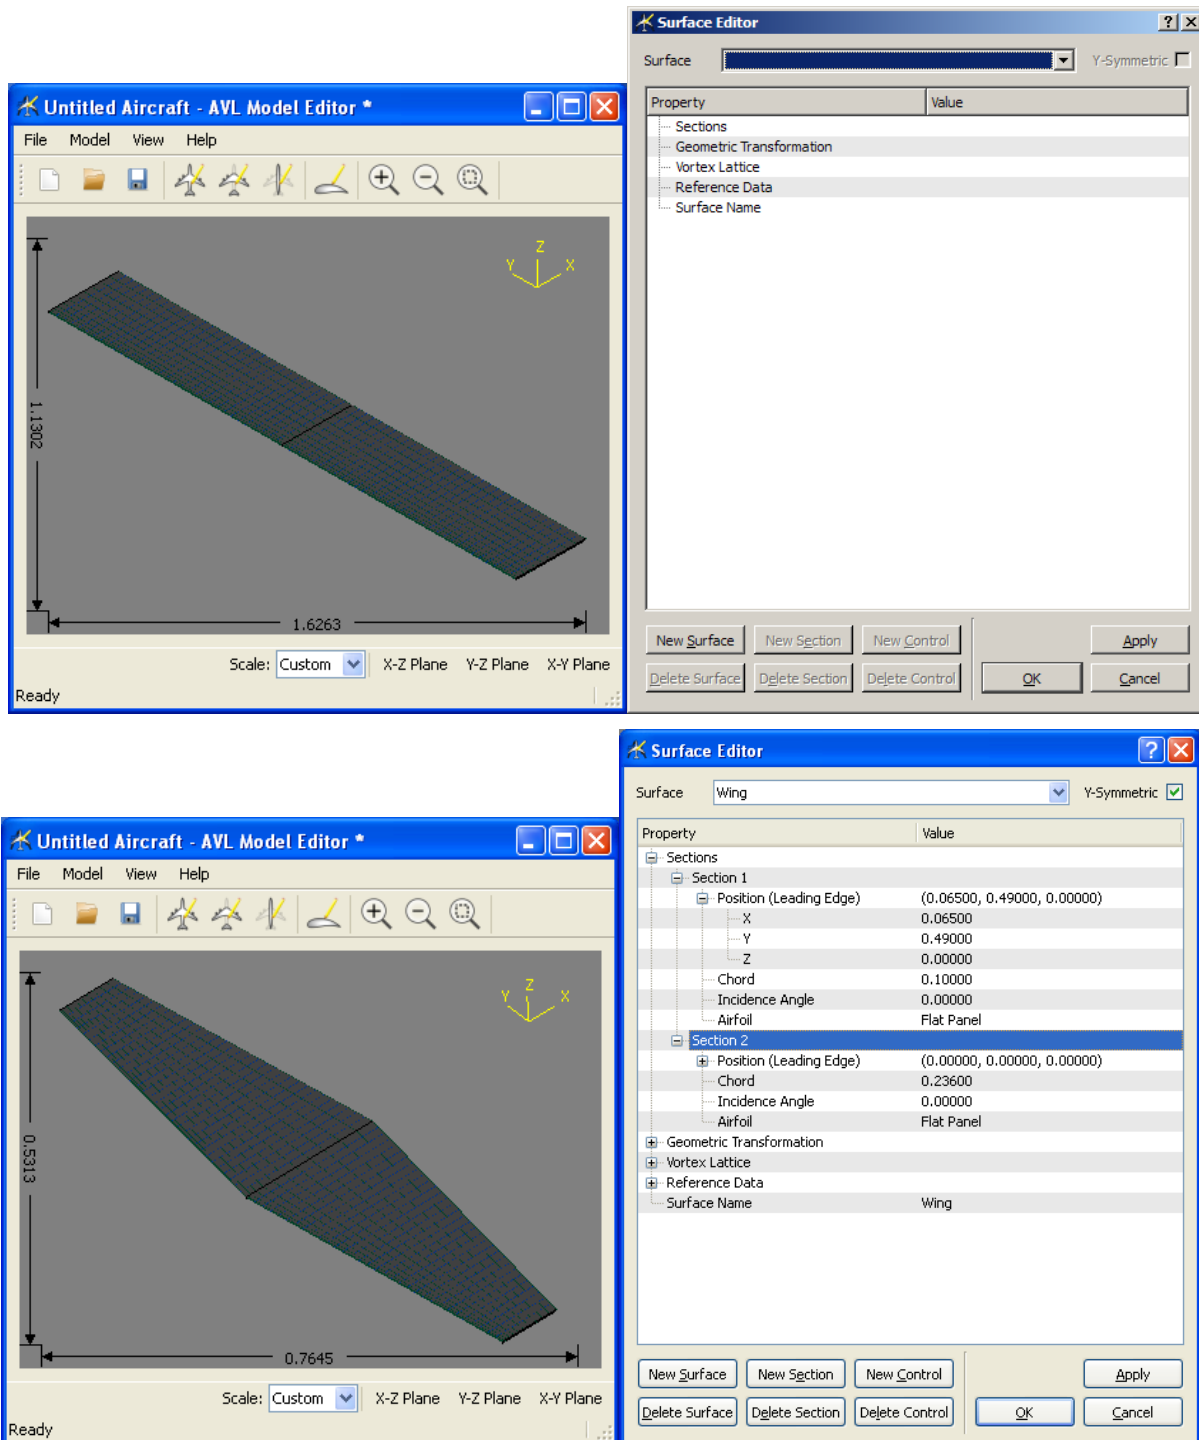 Surface Editor
Surface
Y-Symmetric
Property Value
Sections
Geometric Transformation
Vortex Lattice
Reference Data
Surface Name
New Surface New Section New Control Apply
Delete Surface Delete Section Delete Control OK Cancel
Untitled Aircraft - AVL Model Editor *
File Model View Help
Z
Y X
1.1302
1.6263
Scale: Custom X-Z Plane Y-Z Plane X-Y Plane
Ready
Surface Editor
Surface Wing Y-Symmetric
Property Value
Sections
Section 1
Position (Leading Edge) (0.06500, 0.49000, 0.00000)
X 0.06500
Y 0.49000
Z 0.00000
Chord 0.10000
Incidence Angle 0.00000
Airfoil Flat Panel
Section 2
Position (Leading Edge) (0.00000, 0.00000, 0.00000)
Chord 0.23600
Incidence Angle 0.00000
Airfoil Flat Panel
Geometric Transformation
Vortex Lattice
Reference Data
Surface Name Wing
New Surface New Section New Control Apply
Delete Surface Delete Section Delete Control OK Cancel
Untitled Aircraft - AVL Model Editor *
File Model View Help
Z
Y X
0.5313
0.7645
Scale: Custom X-Z Plane Y-Z Plane X-Y Plane
Ready